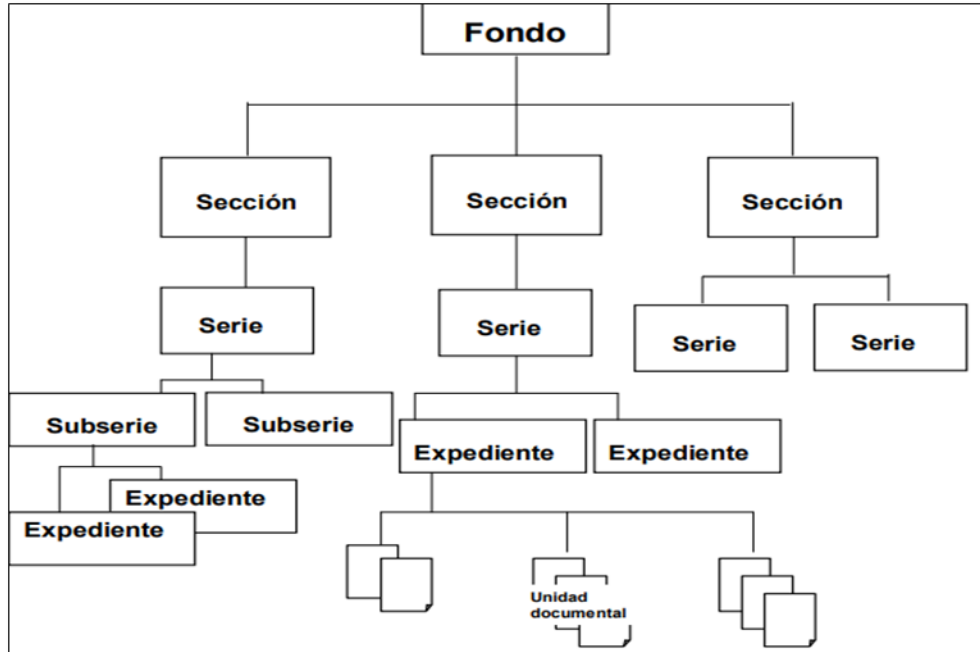 Fondo
Sección
Sección
Sección
Serie
Serie
Serie
Serie
Subserie
Subserie
Expediente
Expediente
Expediente
Expediente
Unidad
documental